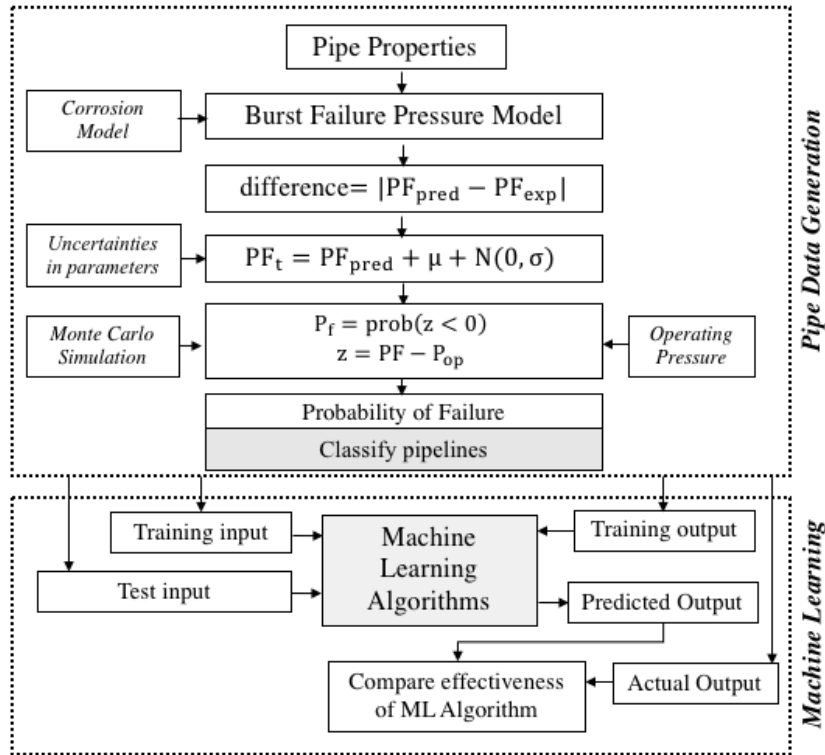 Pipe Properties
Corrosion
Model
Burst Failure Pressure Model
difference= |PF_pred − PF_exp|
Uncertainties
in parameters
PF_t = PF_pred + μ + N(0, σ)
Monte Carlo
Simulation
P_f = prob(z < 0)
z = PF − P_op
Operating
Pressure
Probability of Failure
Classify pipelines
Pipe Data Generation
Training input
Machine
Learning
Algorithms
Training output
Test input
Predicted Output
Compare effectiveness
of ML Algorithm
Actual Output
Machine Learning